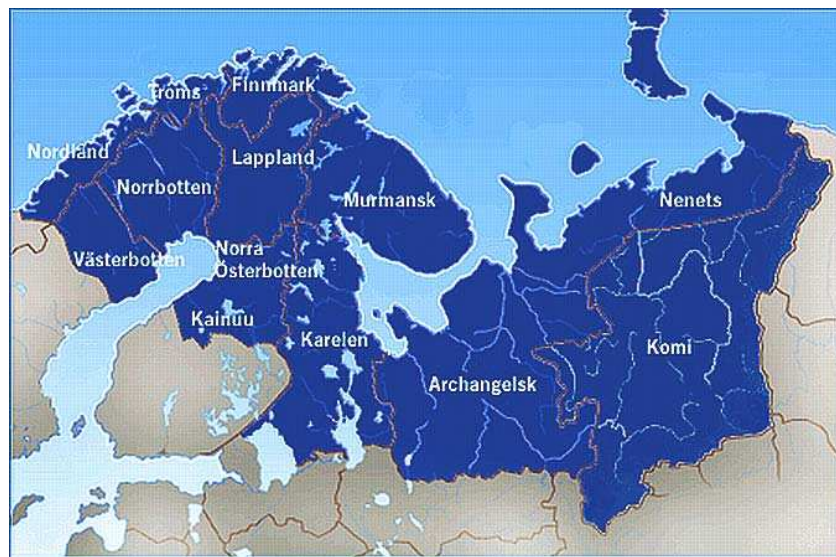 Finnmark
Troms
Nordland
Lappland
Norrbotten
Murmansk
Nenets
Västerbotten
Norra
Österbotten
Kainuu
Karelen
Komi
Archangelsk